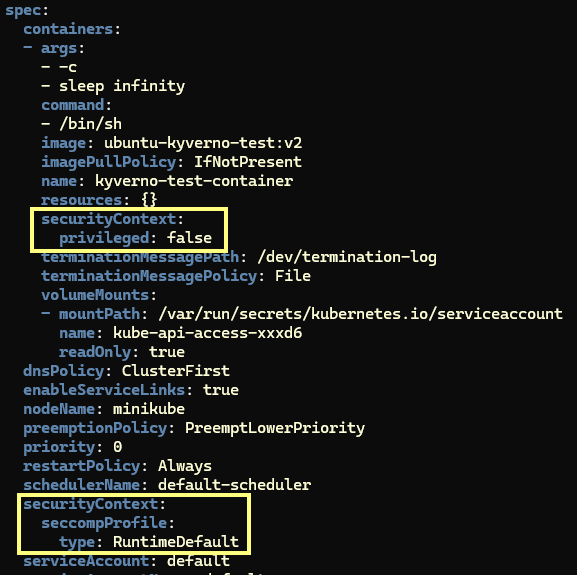 spec:
  containers:
  - args:
    - -c
    - sleep infinity
    command:
    - /bin/sh
    image: ubuntu-kyverno-test:v2
    imagePullPolicy: IfNotPresent
    name: kyverno-test-container
    resources: {}
    securityContext:
      privileged: false
    terminationMessagePath: /dev/termination-log
    terminationMessagePolicy: File
    volumeMounts:
    - mountPath: /var/run/secrets/kubernetes.io/serviceaccount
      name: kube-api-access-xxxd6
      readOnly: true
  dnsPolicy: ClusterFirst
  enableServiceLinks: true
  nodeName: minikube
  preemptionPolicy: PreemptLowerPriority
  priority: 0
  restartPolicy: Always
  schedulerName: default-scheduler
  securityContext:
    seccompProfile:
      type: RuntimeDefault
  serviceAccount: default